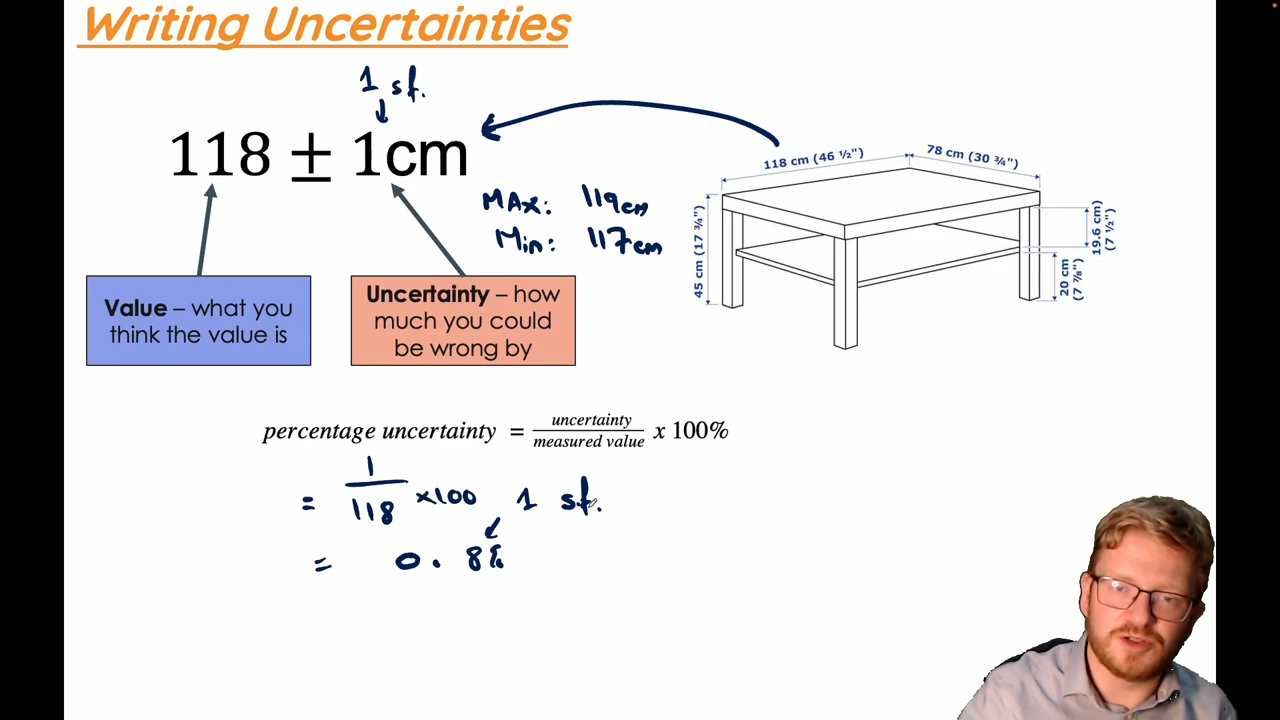 Writing Uncertainties
1 sf.
118 ± 1cm
118 cm (46 ½")
78 cm (30 ¾")
45 cm (17 ¾")
19.6 cm
(7 ½")
20 cm
(7 ⅞")
MAx: 119cm
Min: 117cm
Value – what you
think the value is
Uncertainty – how
much you could
be wrong by
percentage uncertainty = uncertainty/measured value x 100%
= 1/118 ×100 1 sf.
= 0.8%